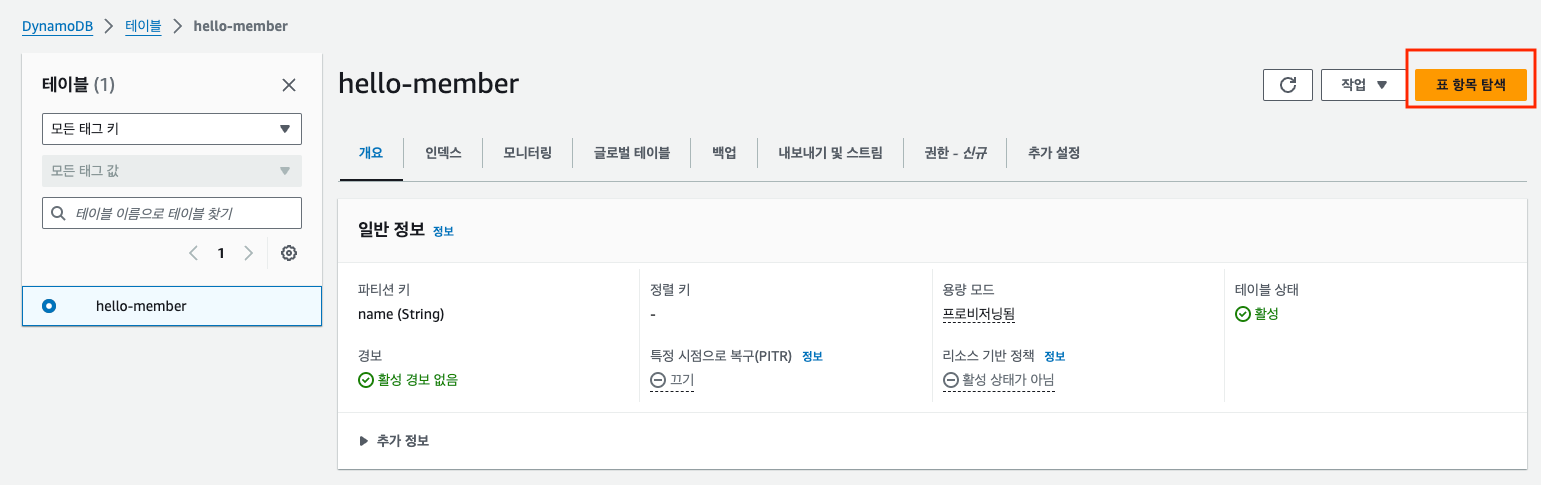 DynamoDB > 테이블 > hello-member
테이블 (1)
모든 태그 키
모든 태그 값
테이블 이름으로 테이블 찾기
1
hello-member
hello-member
작업
표 항목 탐색
개요 인덱스 모니터링 글로벌 테이블 백업 내보내기 및 스트림 권한 - 신규 추가 설정
일반 정보 정보
파티션 키
name (String)
정렬 키
-
용량 모드
프로비저닝됨
테이블 상태
활성
경보
활성 경보 없음
특정 시점으로 복구(PITR) 정보
끄기
리소스 기반 정책 정보
활성 상태가 아님
추가 정보